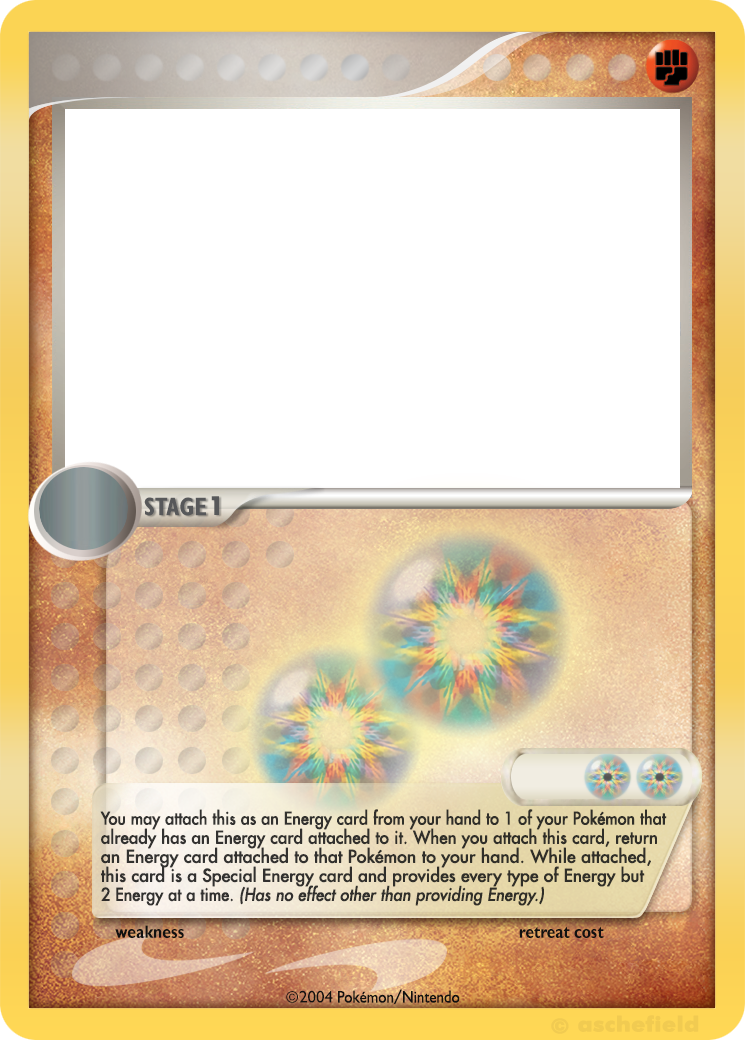 STAGE 1
You may attach this as an Energy card from your hand to 1 of your Pokémon that
already has an Energy card attached to it. When you attach this card, return
an Energy card attached to that Pokémon to your hand. While attached,
this card is a Special Energy card and provides every type of Energy but
2 Energy at a time. (Has no effect other than providing Energy.)
weakness retreat cost
©2004 Pokémon/Nintendo
© aschefield